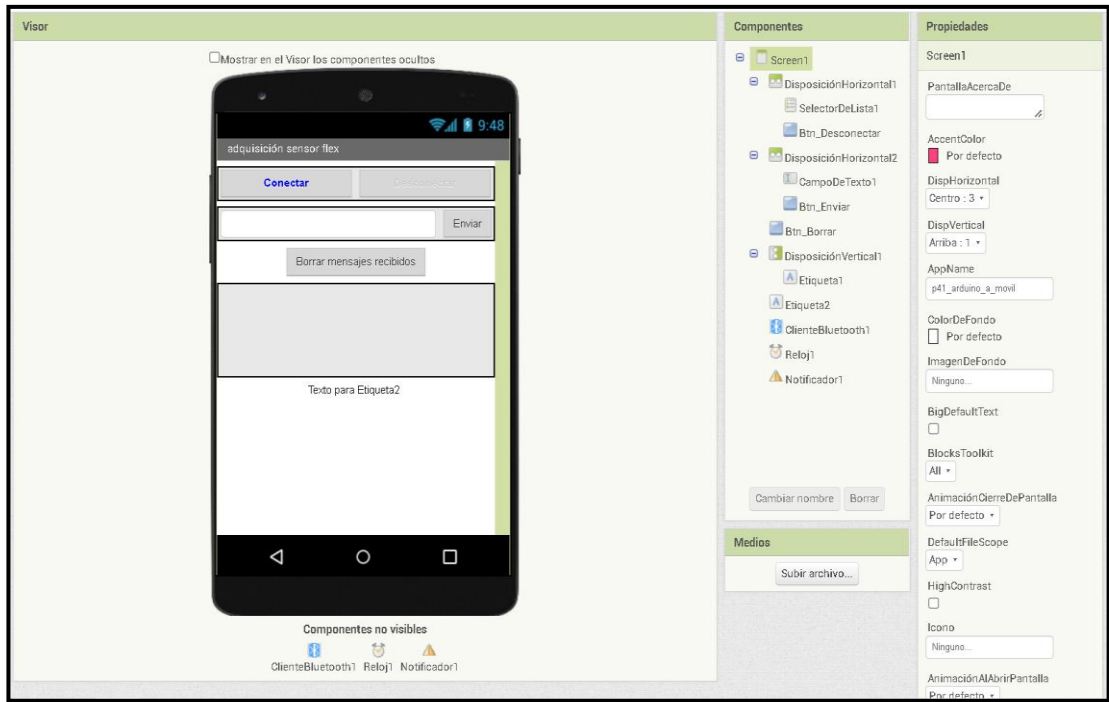 Visor
Mostrar en el Visor los componentes ocultos
9:48
adquisición sensor flex
Conectar
Desconectar
Enviar
Borrar mensajes recibidos
Texto para Etiqueta2
Componentes no visibles
ClienteBluetooth1 Reloj1 Notificador1
Componentes
Screen1
DisposiciónHorizontal1
SelectorDeLista1
Btn_Desconectar
DisposiciónHorizontal2
CampoDeTexto1
Btn_Enviar
Btn_Borrar
DisposiciónVertical1
Etiqueta1
Etiqueta2
ClienteBluetooth1
Reloj1
Notificador1
Cambiar nombre Borrar
Medios
Subir archivo...
Propiedades
Screen1
PantallaAcercaDe
AccentColor
Por defecto
DispHorizontal
Centro : 3
DispVertical
Arriba : 1
AppName
p41_arduino_a_movil
ColorDeFondo
Por defecto
ImagenDeFondo
Ninguno...
BigDefaultText
BlocksToolkit
All
AnimaciónCierreDePantalla
Por defecto
DefaultFileScope
App
HighContrast
Icono
Ninguno...
AnimaciónAlAbrirPantalla
Por defecto